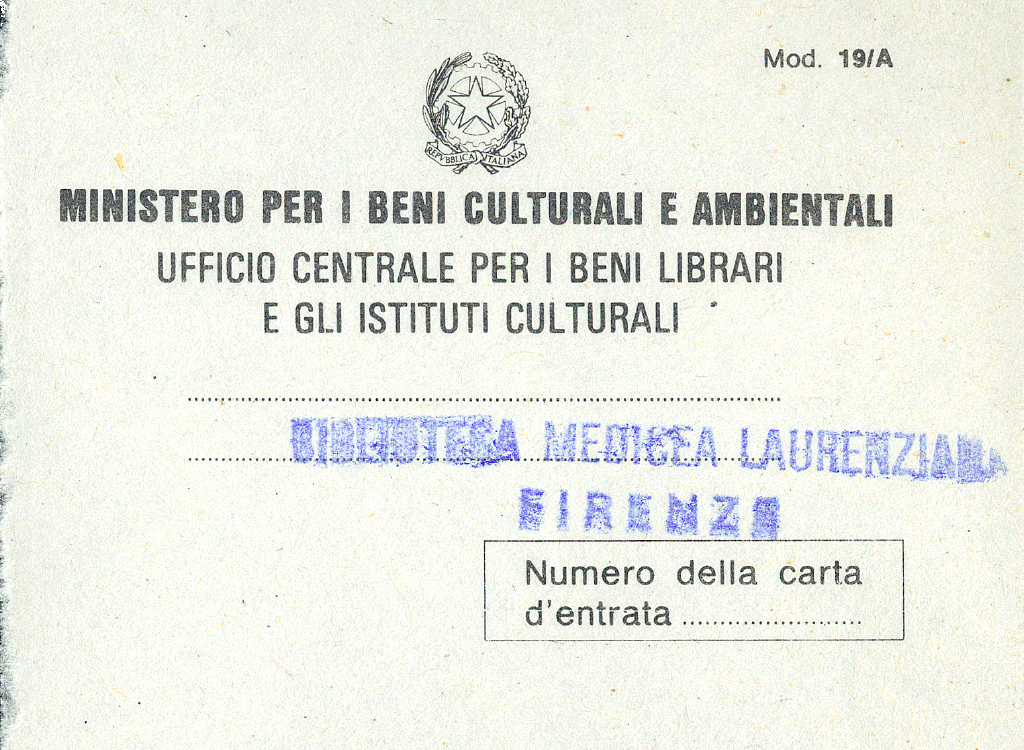 Mod. 19/A
REPVBBLICA ITALIANA
MINISTERO PER I BENI CULTURALI E AMBIENTALI
UFFICIO CENTRALE PER I BENI LIBRARI
E GLI ISTITUTI CULTURALI
BIBLIOTECA MEDICEA LAURENZIANA
FIRENZE
Numero della carta
d'entrata ........................